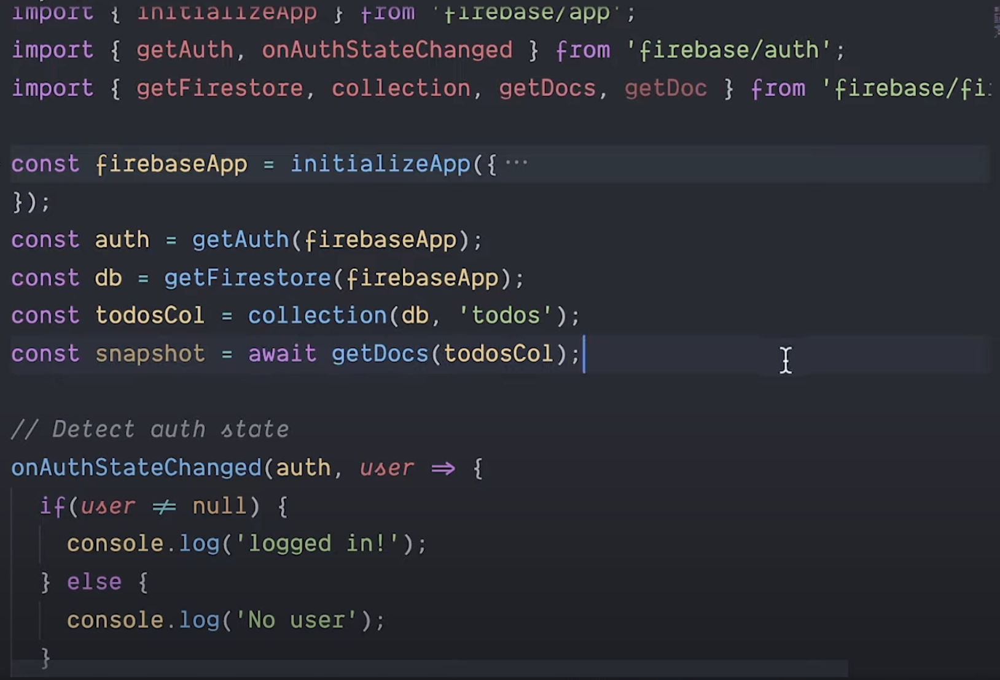 import { initializeApp } from 'firebase/app';
import { getAuth, onAuthStateChanged } from 'firebase/auth';
import { getFirestore, collection, getDocs, getDoc } from 'firebase/fi
const firebaseApp = initializeApp({ ···
});
const auth = getAuth(firebaseApp);
const db = getFirestore(firebaseApp);
const todosCol = collection(db, 'todos');
const snapshot = await getDocs(todosCol);
// Detect auth state
onAuthStateChanged(auth, user ⇒ {
if(user ≠ null) {
console.log('logged in!');
} else {
console.log('No user');
}